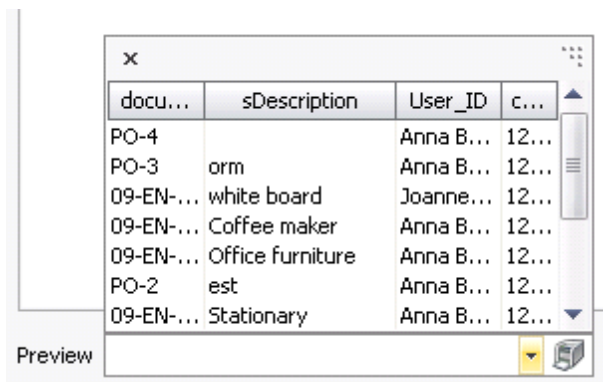 x
docu... sDescription User_ID c...
PO-4 Anna B... 12...
PO-3 orm Anna B... 12...
09-EN-... white board Joanne... 12...
09-EN-... Coffee maker Anna B... 12...
09-EN-... Office furniture Anna B... 12...
PO-2 est Anna B... 12...
09-EN-... Stationary Anna B... 12...
Preview